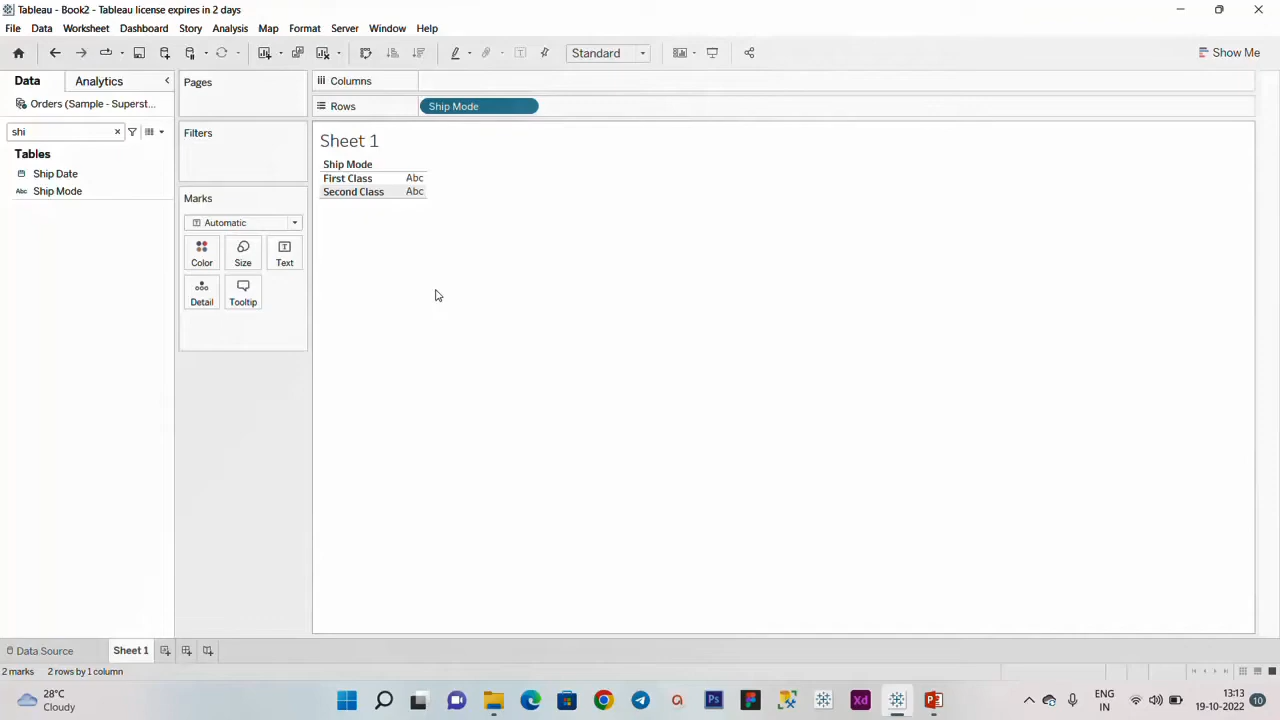 Tableau - Book2 - Tableau license expires in 2 days
File Data Worksheet Dashboard Story Analysis Map Format Server Window Help
Standard
Show Me
Data Analytics
Pages
Columns
Orders (Sample - Superst...
Rows Ship Mode
shi
Filters
Tables
Sheet 1
Ship Date
Ship Mode
Abc Ship Mode
First Class Abc
Second Class Abc
Marks
Automatic
Color Size Text
Detail Tooltip
Data Source Sheet 1
2 marks 2 rows by 1 column
28°C
Cloudy
Ps
Xd
ENG
IN
13:13
19-10-2022
10